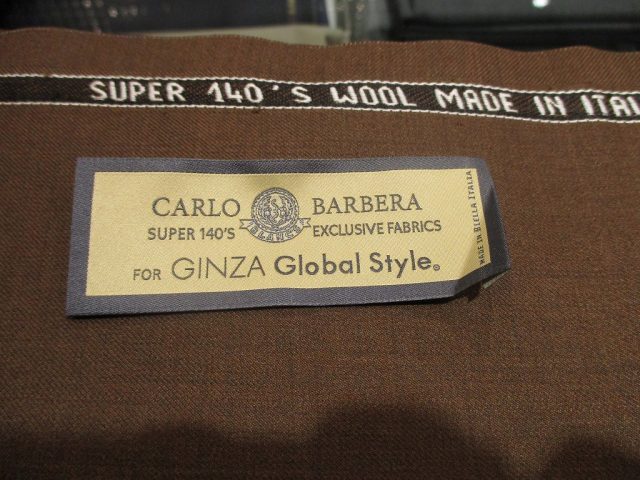 SUPER 140'S WOOL MADE IN ITAL
CARLO BARBERA
SUPER 140'S EXCLUSIVE FABRICS
FOR GINZA Global Style.
MADE IN BIELLA ITALIA